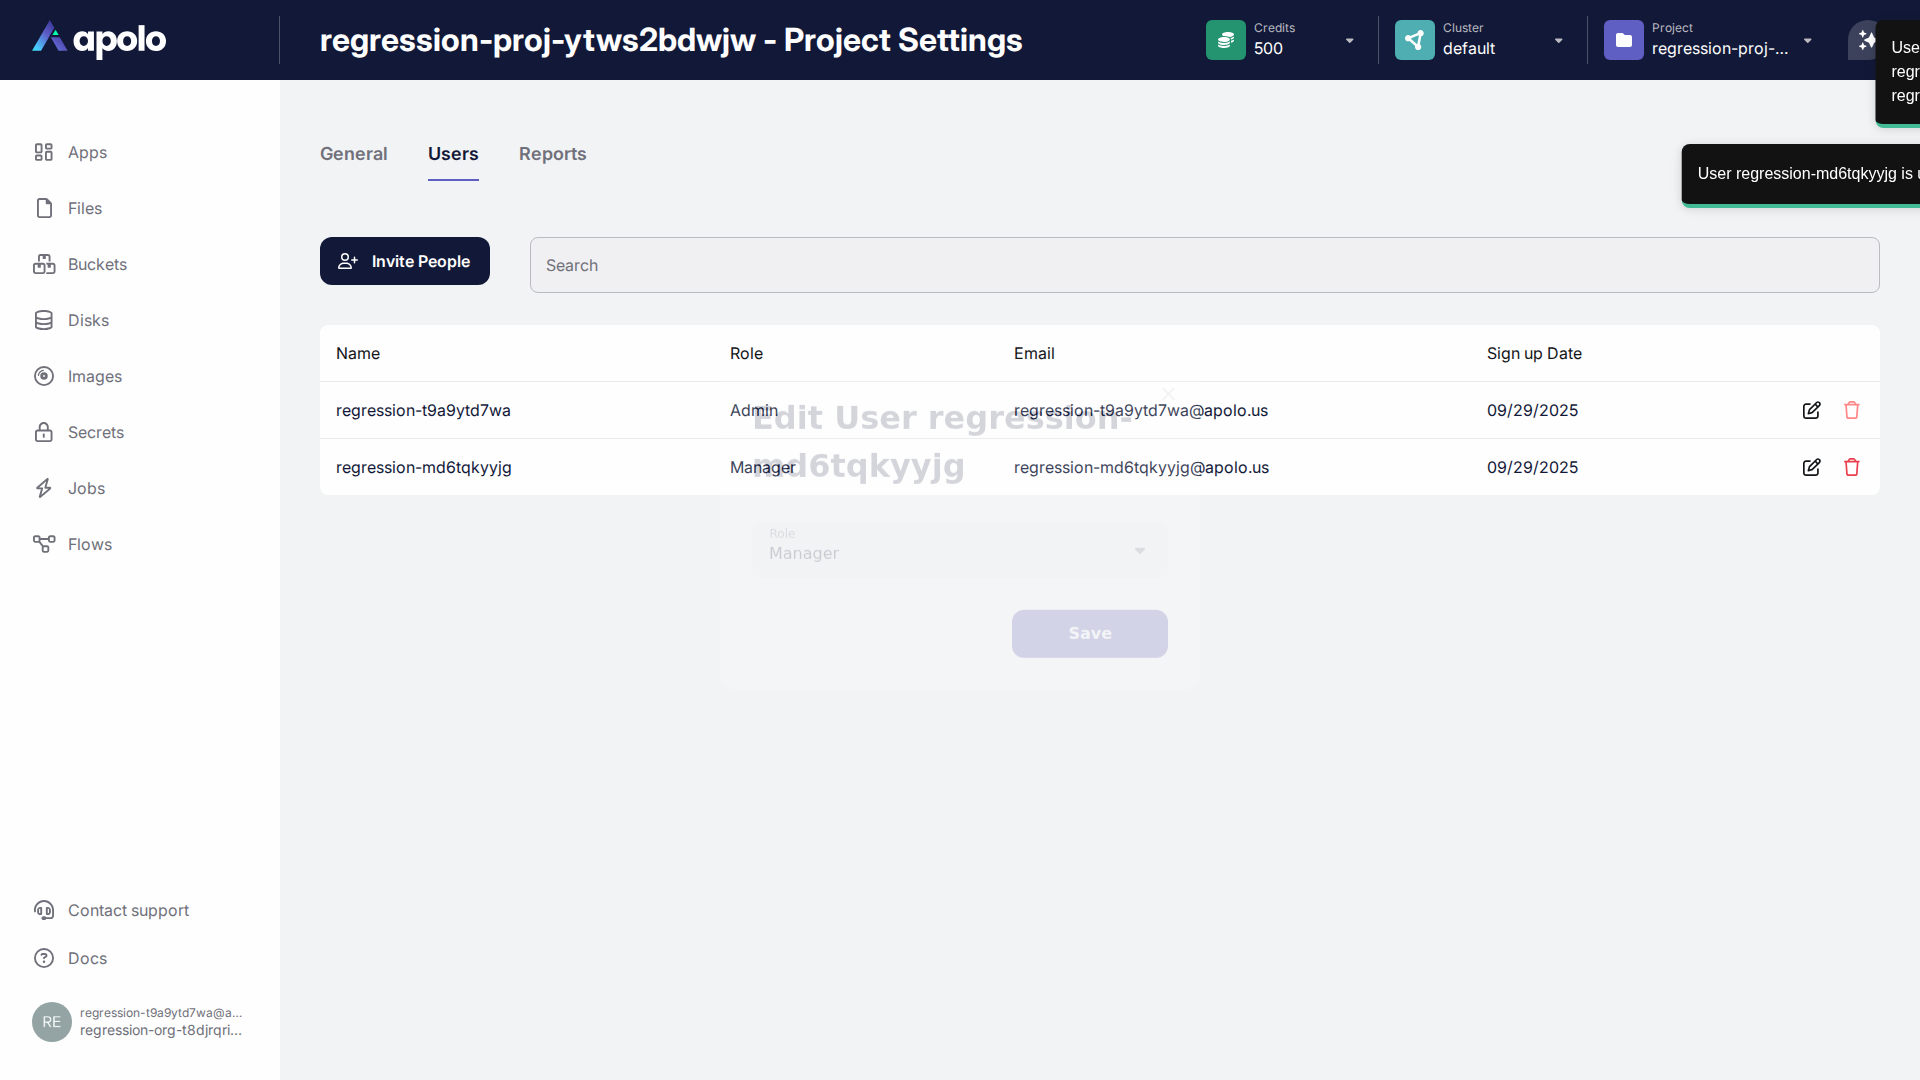 apolo
regression-proj-ytws2bdwjw - Project Settings
Credits
500
Cluster
default
Project
regression-proj-...
User regression-md6tqkyyjg is
Apps
Files
Buckets
Disks
Images
Secrets
Jobs
Flows
General
Users
Reports
Invite People
Search
Name Role Email Sign up Date
regression-t9a9ytd7wa Admin regression-t9a9ytd7wa@apolo.us 09/29/2025
regression-md6tqkyyjg Manager regression-md6tqkyyjg@apolo.us 09/29/2025
Edit User regression-
md6tqkyyjg
Role
Manager
Save
Contact support
Docs
RE
regression-t9a9ytd7wa@a...
regression-org-t8djrqri...